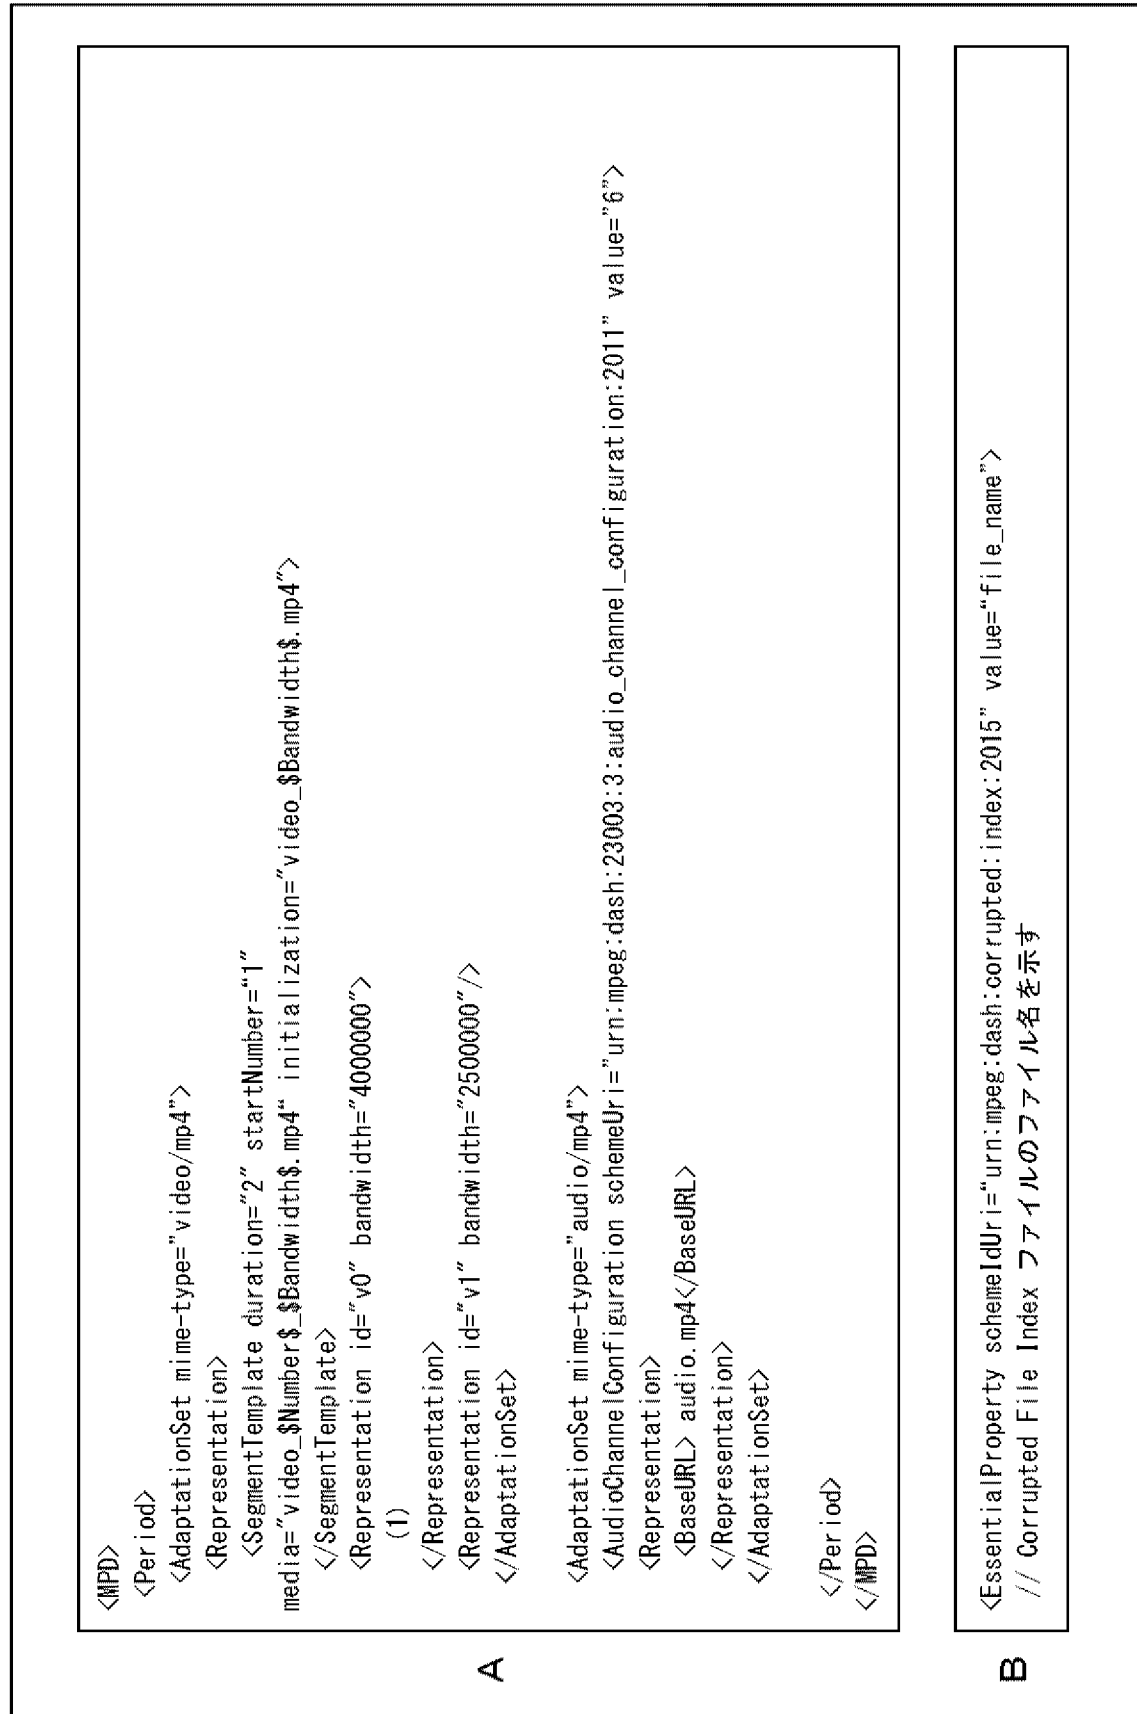 A
<MPD>
<Period>
<AdaptationSet mime-type="video/mp4">
<Representation>
<SegmentTemplate duration="2" startNumber="1"
media="video_$Number$_$Bandwidth$.mp4" initialization="video_$Bandwidth$.mp4">
</SegmentTemplate>
<Representation id="v0" bandwidth="4000000">
(1)
</Representation>
<Representation id="v1" bandwidth="2500000"/>
</AdaptationSet>
<AdaptationSet mime-type="audio/mp4">
<AudioChannelConfiguration schemeUri="urn:mpeg:dash:23003:3:audio_channel_configuration:2011" value="6">
<Representation>
<BaseURL> audio.mp4</BaseURL>
</Representation>
</AdaptationSet>
</Period>
</MPD>
B
<EssentialProperty schemeIdUri="urn:mpeg:dash:corrupted:index:2015" value="file_name">
// Corrupted File Index ファイルのファイル名を示す